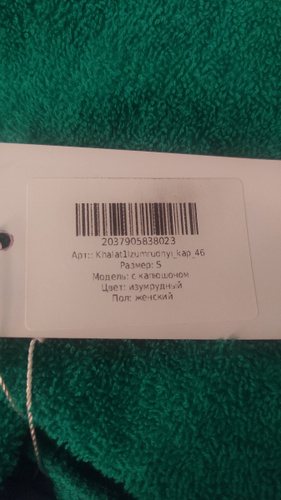 2037905838023
Арт.: Khalat1Izumrudnyi_kap_46
Размер: S
Модель: с капюшоном
Цвет: изумрудный
Пол: женский